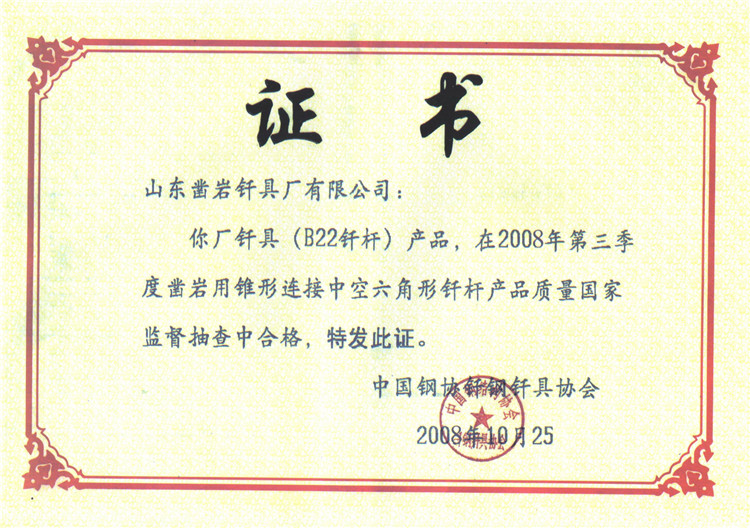 证书
山东凿岩钎具厂有限公司：
你厂钎具（B22钎杆）产品，在2008年第三季
度凿岩用锥形连接中空六角形钎杆产品质量国家
监督抽查中合格，特发此证。
中国钢协钎钢钎具协会
2008年10月25